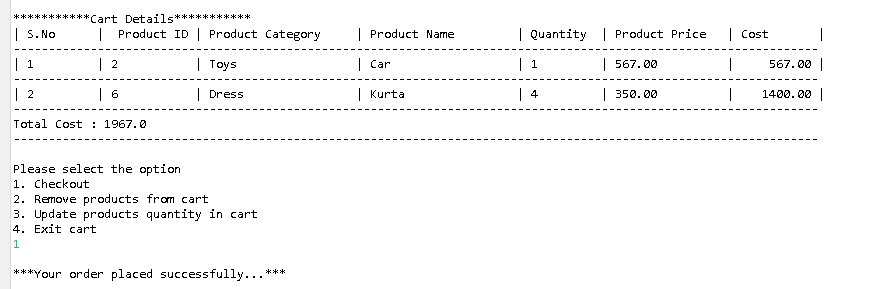 ***********Cart Details***********
| S.No | Product ID | Product Category | Product Name | Quantity | Product Price | Cost |
-------------------------------------------------------------------------------------------------------------------
| 1 | 2 | Toys | Car | 1 | 567.00 | 567.00 |
-------------------------------------------------------------------------------------------------------------------
| 2 | 6 | Dress | Kurta | 4 | 350.00 | 1400.00 |
-------------------------------------------------------------------------------------------------------------------
Total Cost : 1967.0
-------------------------------------------------------------------------------------------------------------------
Please select the option
1. Checkout
2. Remove products from cart
3. Update products quantity in cart
4. Exit cart
1
***Your order placed successfully...***